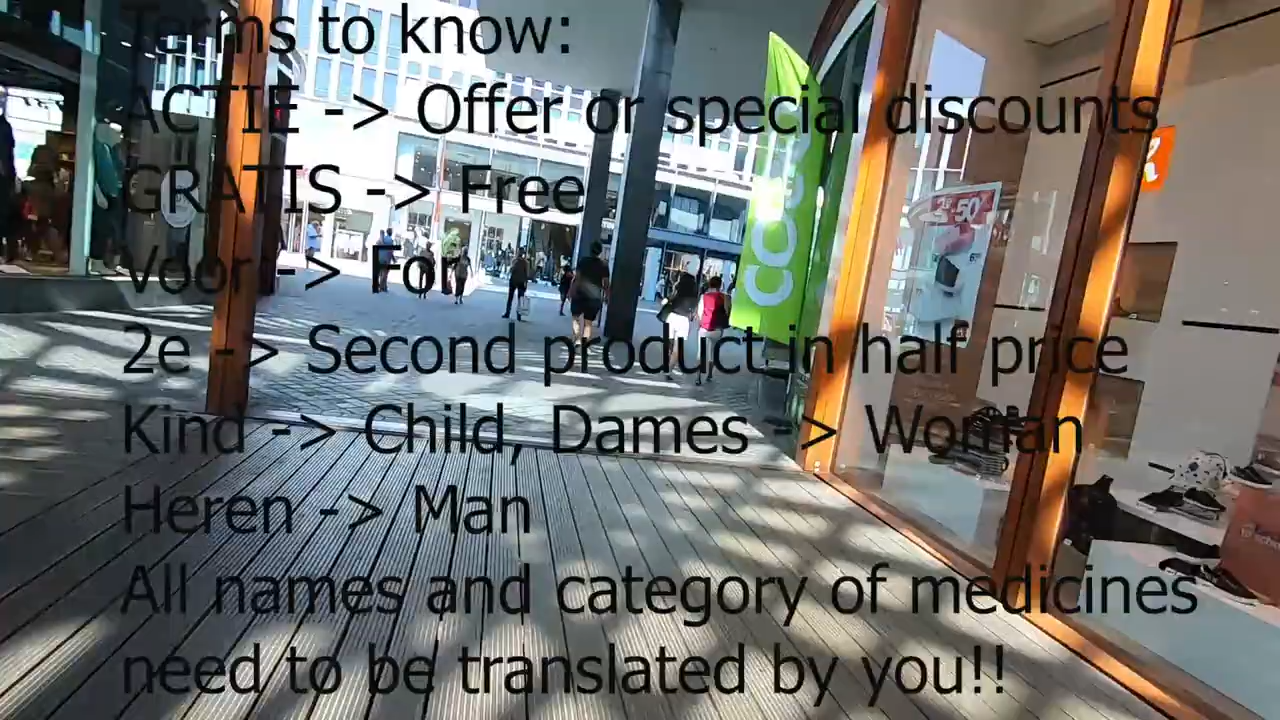 Terms to know:
ACTIE -> Offer or special discounts
GRATIS -> Free
Voor -> For
2e -> Second product in half price
Kind -> Child, Dames -> Woman
Heren -> Man
All names and category of medicines
need to be translated by you!!
-50%